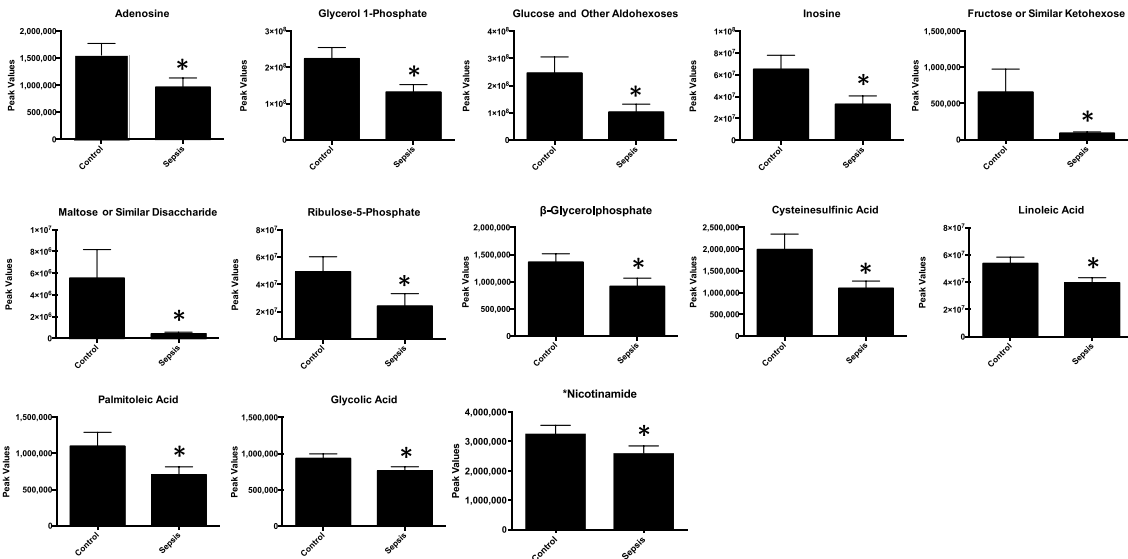 Adenosine
Peak Values
2,000,000
1,500,000
1,000,000
500,000
0
*
Control
Sepsis
Glycerol 1-Phosphate
Peak Values
3×10⁸
2×10⁸
1×10⁸
0
*
Control
Sepsis
Glucose and Other Aldohexoses
Peak Values
4×10⁸
3×10⁸
2×10⁸
1×10⁸
0
*
Control
Sepsis
Inosine
Peak Values
1×10⁸
8×10⁷
6×10⁷
4×10⁷
2×10⁷
0
*
Control
Sepsis
Fructose or Similar Ketohexose
Peak Values
1,500,000
1,000,000
500,000
0
*
Control
Sepsis
Maltose or Similar Disaccharide
Peak Values
1×10⁷
8×10⁶
6×10⁶
4×10⁶
2×10⁶
0
*
Control
Sepsis
Ribulose-5-Phosphate
Peak Values
8×10⁷
6×10⁷
4×10⁷
2×10⁷
0
*
Control
Sepsis
β-Glycerolphosphate
Peak Values
2,000,000
1,500,000
1,000,000
500,000
0
*
Control
Sepsis
Cysteinesulfinic Acid
Peak Values
2,500,000
2,000,000
1,500,000
1,000,000
500,000
0
*
Control
Sepsis
Linoleic Acid
Peak Values
8×10⁷
6×10⁷
4×10⁷
2×10⁷
0
*
Control
Sepsis
Palmitoleic Acid
Peak Values
1,500,000
1,000,000
500,000
0
*
Control
Sepsis
Glycolic Acid
Peak Values
1,500,000
1,000,000
500,000
0
*
Control
Sepsis
*Nicotinamide
Peak Values
4,000,000
3,000,000
2,000,000
1,000,000
0
*
Control
Sepsis